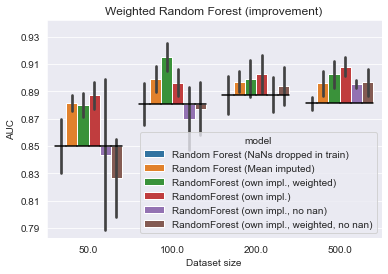 Weighted Random Forest (improvement)
AUC
0.93
0.91
0.89
0.87
0.85
0.83
0.81
0.79
model
Random Forest (NaNs dropped in train)
Random Forest (Mean imputed)
RandomForest (own impl., weighted)
RandomForest (own impl.)
RandomForest (own impl., no nan)
RandomForest (own impl., weighted, no nan)
50.0 100.0 200.0 500.0
Dataset size